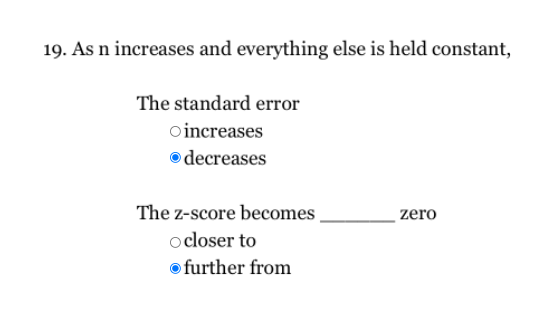 19. As n increases and everything else is held constant,
The standard error
increases
decreases
The z-score becomes ________ zero
closer to
further from